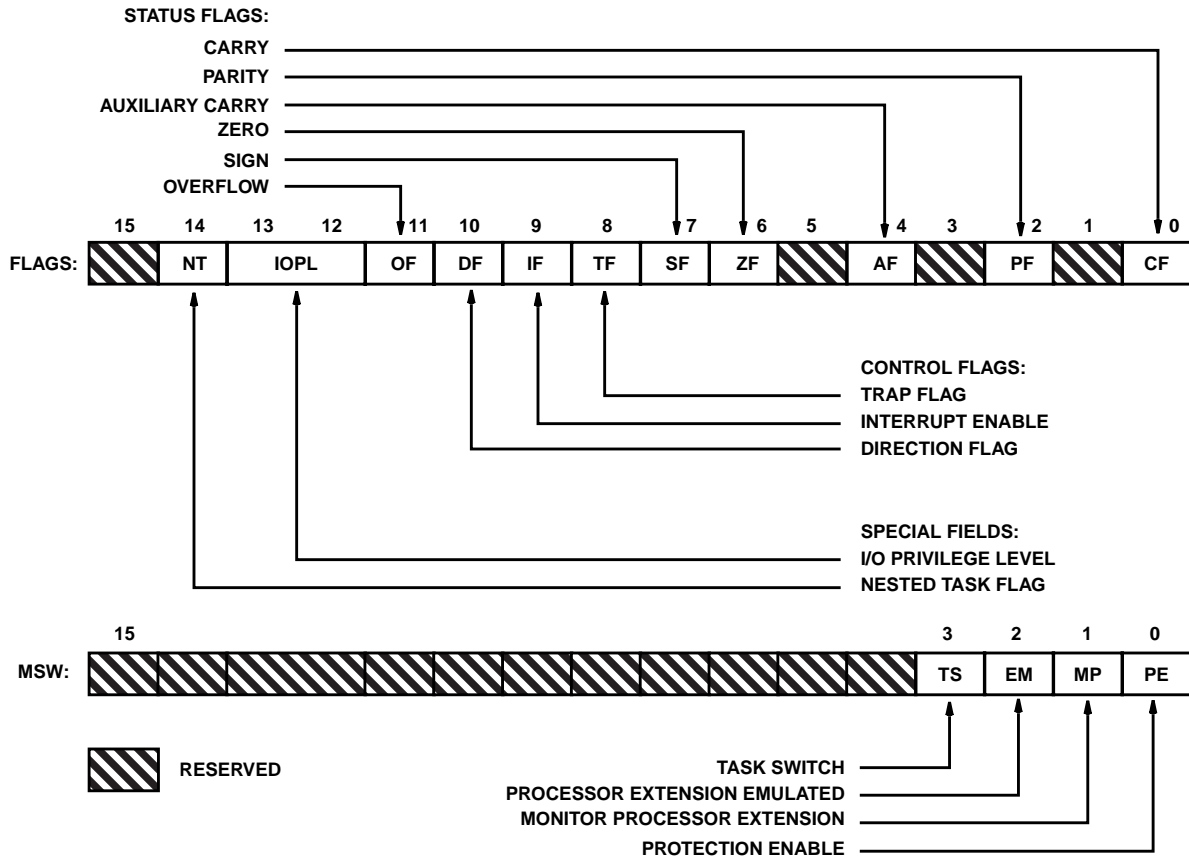 STATUS FLAGS:
CARRY
PARITY
AUXILIARY CARRY
ZERO
SIGN
OVERFLOW
15 14 13 12 11 10 9 8 7 6 5 4 3 2 1 0
FLAGS: NT IOPL OF DF IF TF SF ZF AF PF CF
CONTROL FLAGS:
TRAP FLAG
INTERRUPT ENABLE
DIRECTION FLAG
SPECIAL FIELDS:
I/O PRIVILEGE LEVEL
NESTED TASK FLAG
15 3 2 1 0
MSW: TS EM MP PE
RESERVED
TASK SWITCH
PROCESSOR EXTENSION EMULATED
MONITOR PROCESSOR EXTENSION
PROTECTION ENABLE